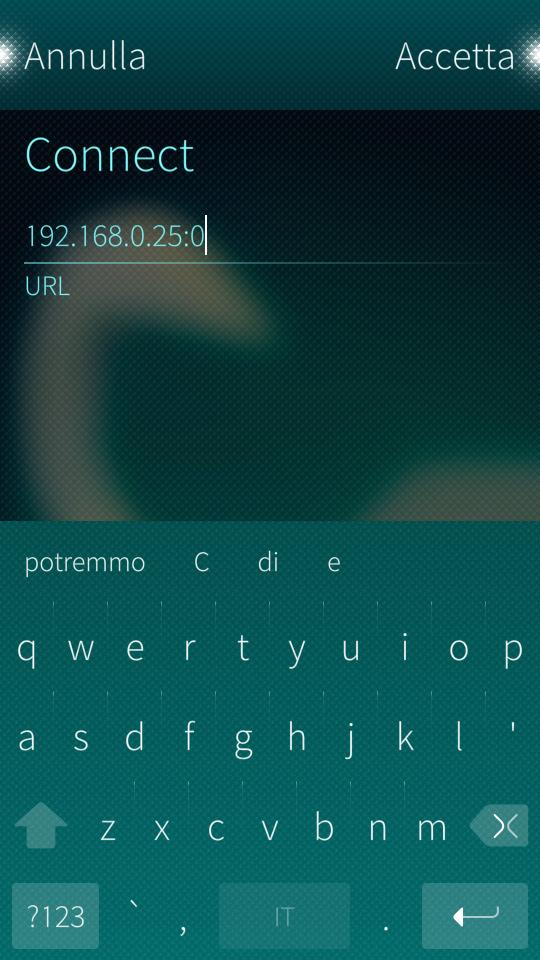 Annulla Accetta
Connect
192.168.0.25:0
URL
potremmo C di e
q w e r t y u i o p
a s d f g h j k l '
z x c v b n m
?123 ` , IT .